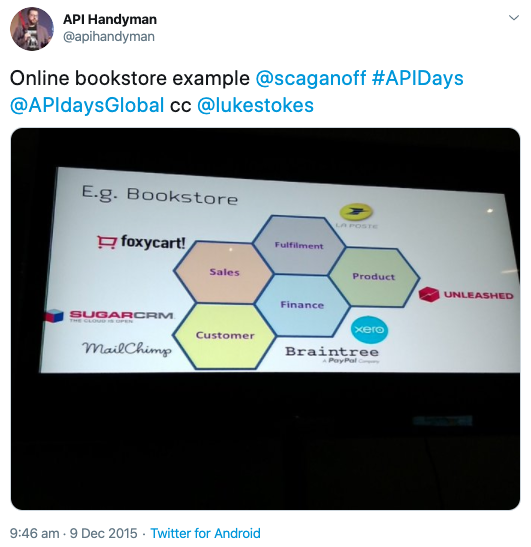 API Handyman
@apihandyman
Online bookstore example @scaganoff #APIDays
@APIdaysGlobal cc @lukestokes
E.g. Bookstore
LA POSTE
foxycart!
Fulfilment
Sales
Product
UNLEASHED
Finance
SUGARCRM
THE CLOUD IS OPEN
xero
Customer
MailChimp
Braintree
A PayPal Company
9:46 am · 9 Dec 2015 · Twitter for Android